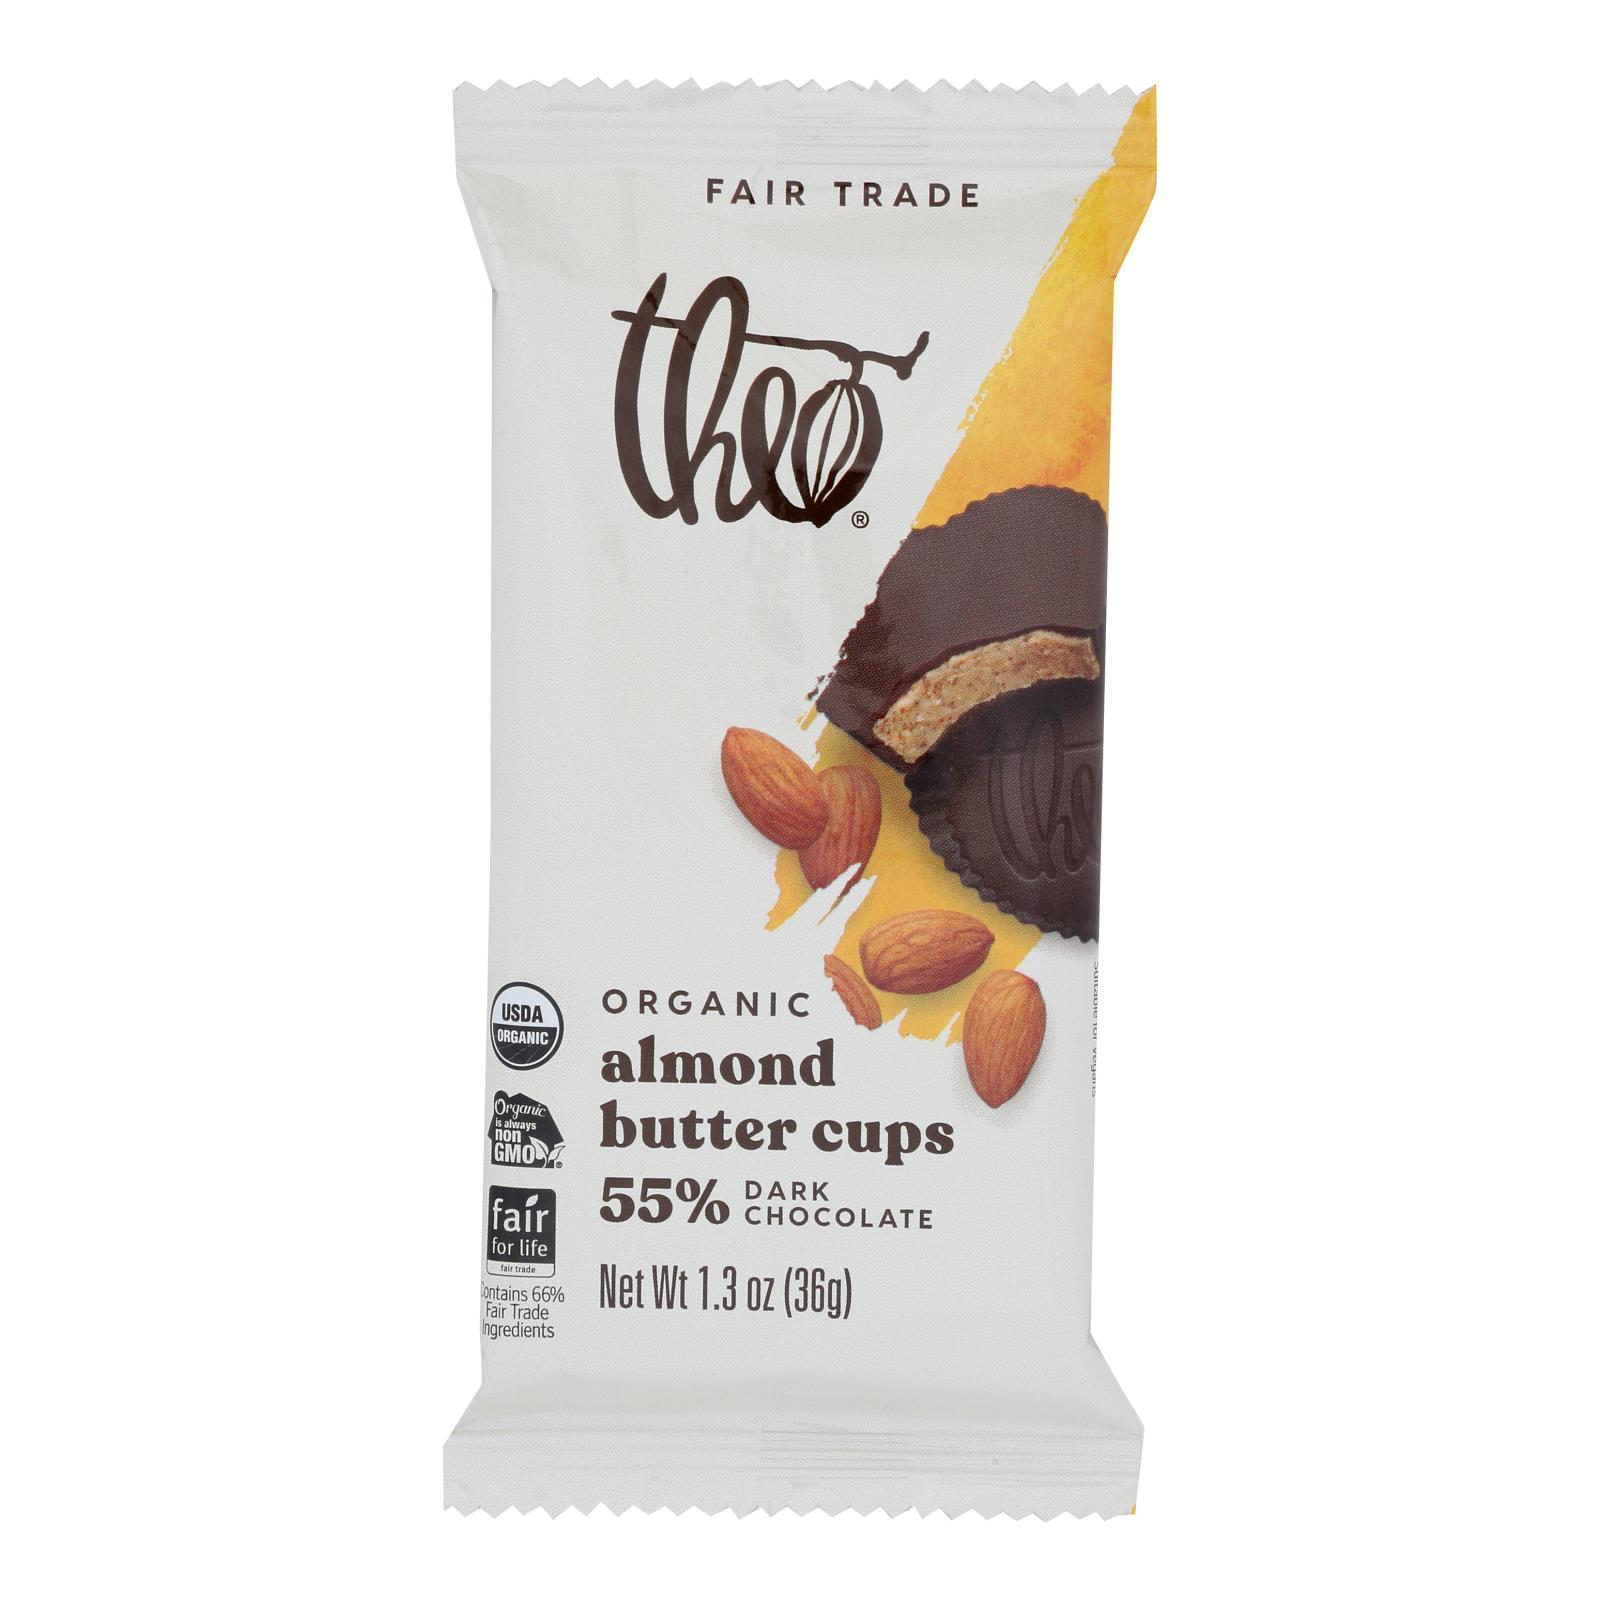 FAIR TRADE
theo®
the
USDA
ORGANIC
Organic
is always
non
GMO
®
fair
for life
fair trade
Contains 66%
Fair Trade
Ingredients
ORGANIC
almond
butter cups
55% DARK
CHOCOLATE
Net Wt 1.3 oz (36g)
Suitable for vegans